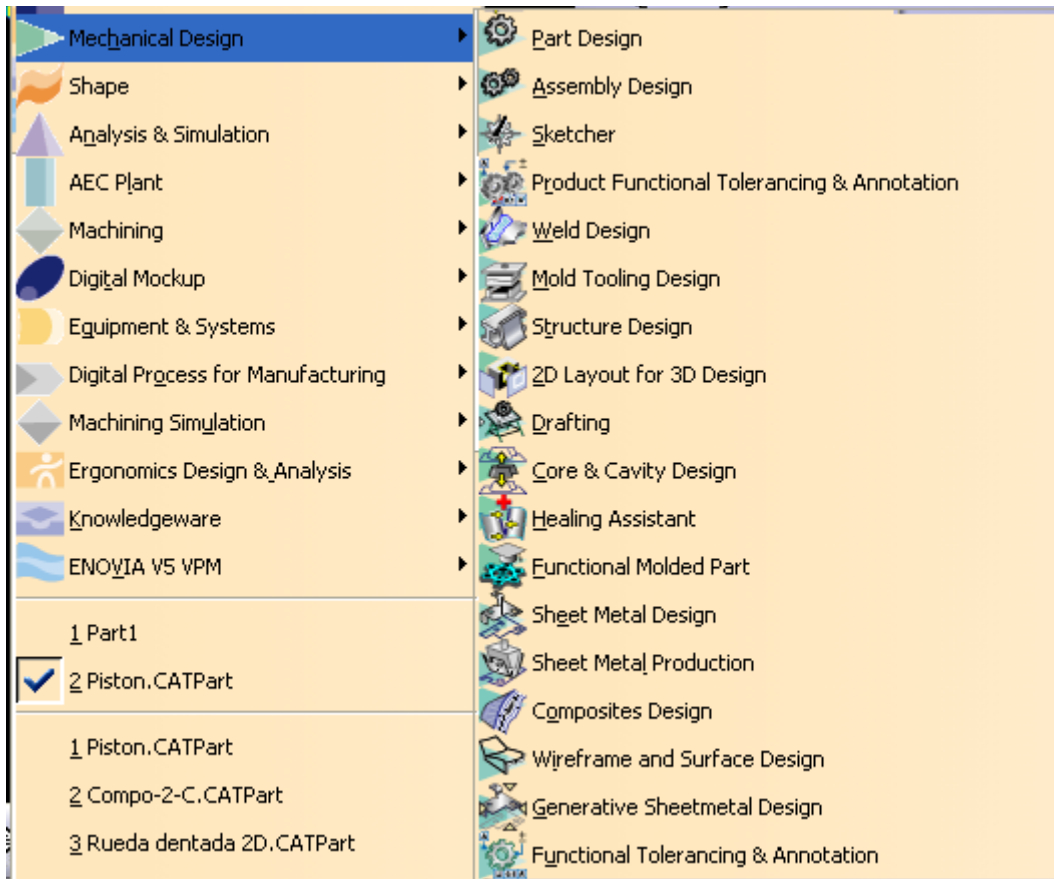 Mechanical Design
Shape
Analysis & Simulation
AEC Plant
Machining
Digital Mockup
Equipment & Systems
Digital Process for Manufacturing
Machining Simulation
Ergonomics Design & Analysis
Knowledgeware
ENOVIA V5 VPM
1 Part1
2 Piston.CATPart
1 Piston.CATPart
2 Compo-2-C.CATPart
3 Rueda dentada 2D.CATPart
Part Design
Assembly Design
Sketcher
Product Functional Tolerancing & Annotation
Weld Design
Mold Tooling Design
Structure Design
2D Layout for 3D Design
Drafting
Core & Cavity Design
Healing Assistant
Functional Molded Part
Sheet Metal Design
Sheet Metal Production
Composites Design
Wireframe and Surface Design
Generative Sheetmetal Design
Functional Tolerancing & Annotation